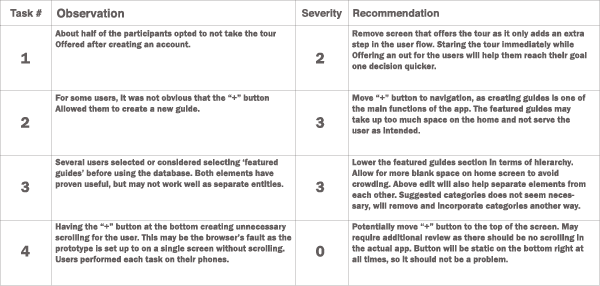 Task # Observation Severity Recommendation
1
About half of the participants opted to not take the tour
Offered after creating an account.
2
Remove screen that offers the tour as it only adds an extra
step in the user flow. Staring the tour immediately while
Offering an out for the users will help them reach their goal
one decision quicker.
2
For some users, it was not obvious that the “+” button
Allowed them to create a new guide.
3
Move “+” button to navigation, as creating guides is one of
the main functions of the app. The featured guides may
take up too much space on the home and not serve the
user as intended.
3
Several users selected or considered selecting ‘featured
guides’ before using the database. Both elements have
proven useful, but may not work well as separate entities.
3
Lower the featured guides section in terms of hierarchy.
Allow for more blank space on home screen to avoid
crowding. Above edit will also help separate elements from
each other. Suggested categories does not seem neces-
sary, will remove and incorporate categories another way.
4
Having the “+” button at the bottom creating unnecessary
scrolling for the user. This may be the browser’s fault as the
prototype is set up to on a single screen without scrolling.
Users performed each task on their phones.
0
Potentially move “+” button to the top of the screen. May
require additional review as there should be no scrolling in
the actual app. Button will be static on the bottom right at
all times, so it should not be a problem.